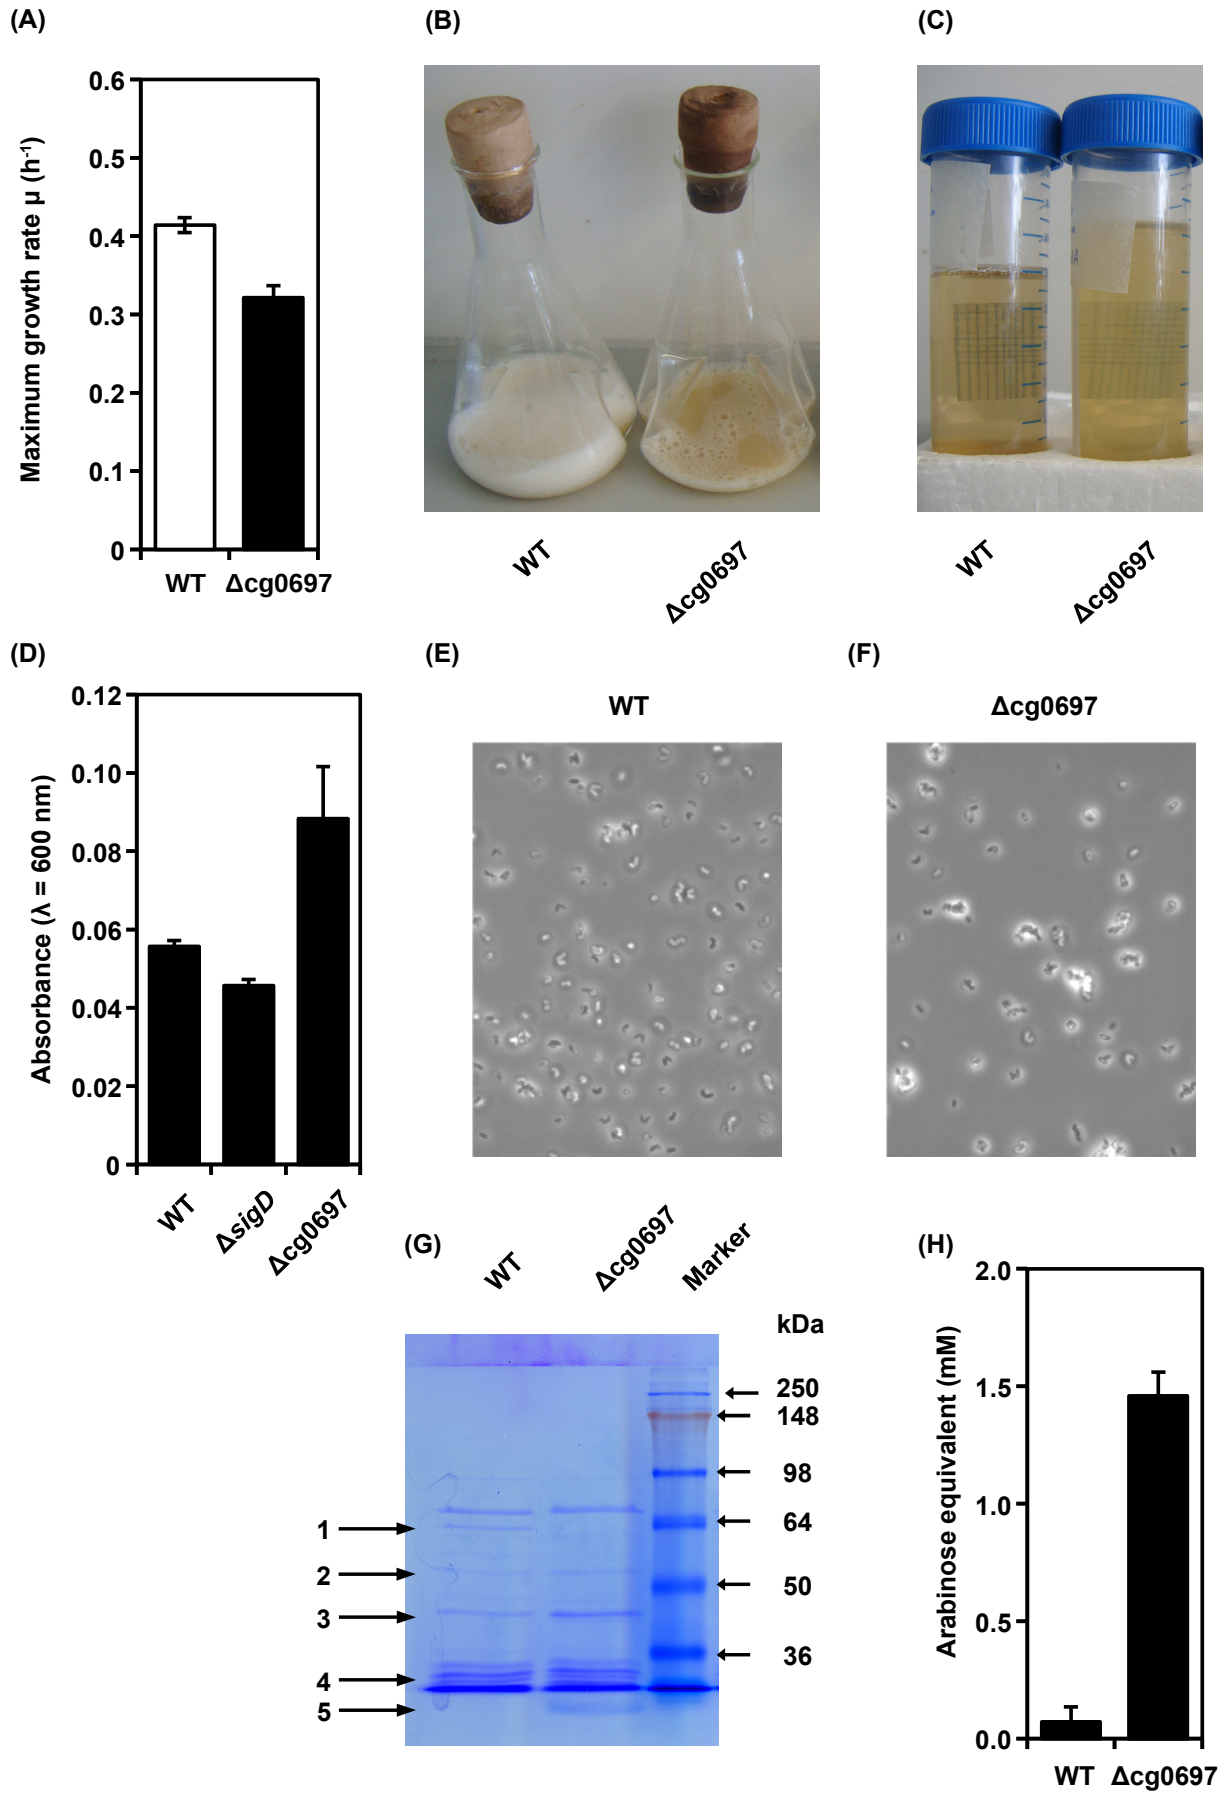 (A)
Maximum growth rate μ (h⁻¹)
0.6
0.5
0.4
0.3
0.2
0.1
0
WT Δcg0697
(B)
WT
Δcg0697
(C)
WT
Δcg0697
(D)
Absorbance (λ = 600 nm)
0.12
0.10
0.08
0.06
0.04
0.02
0
WT
ΔsigD
Δcg0697
(E)
WT
(F)
Δcg0697
(G)
WT
Δcg0697
Marker
kDa
250
148
98
64
50
36
1
2
3
4
5
(H)
Arabinose equivalent (mM)
2.0
1.5
1.0
0.5
0.0
WT Δcg0697